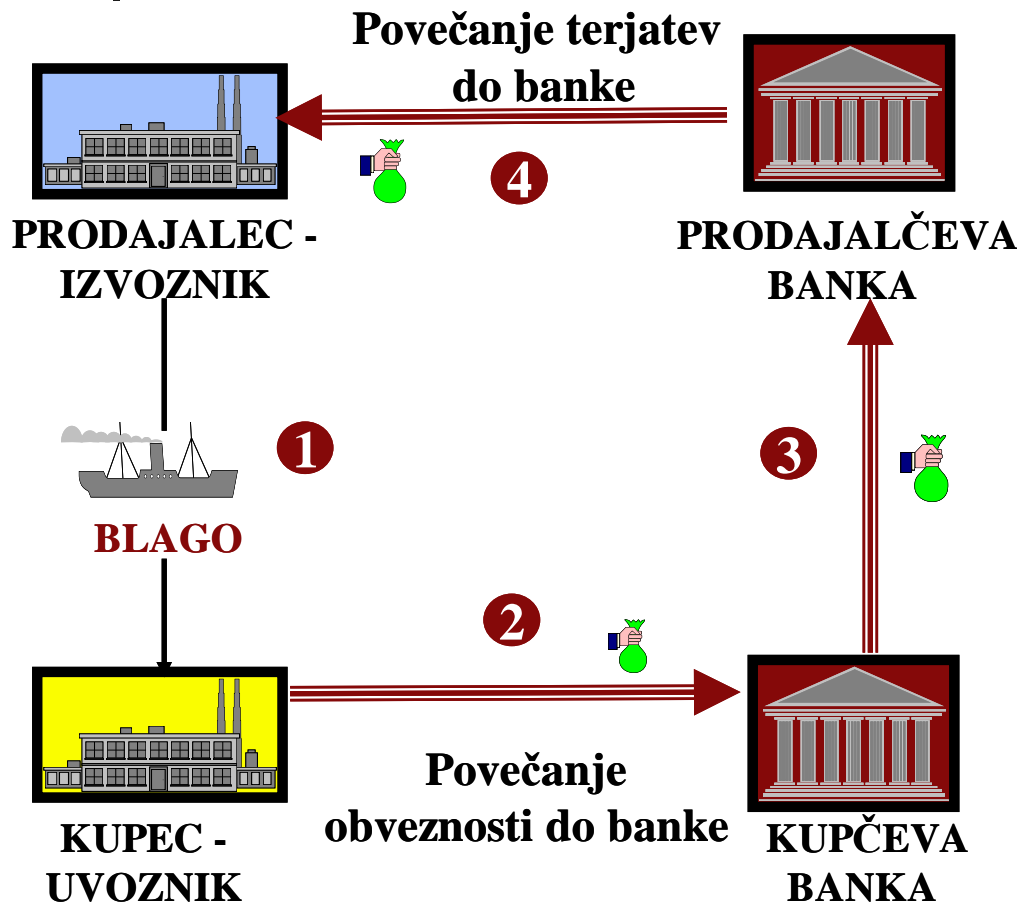 Povečanje terjatev
do banke
4
PRODAJALEC -
IZVOZNIK
PRODAJALČEVA
BANKA
1
3
BLAGO
2
Povečanje
obveznosti do banke
KUPEC -
UVOZNIK
KUPČEVA
BANKA